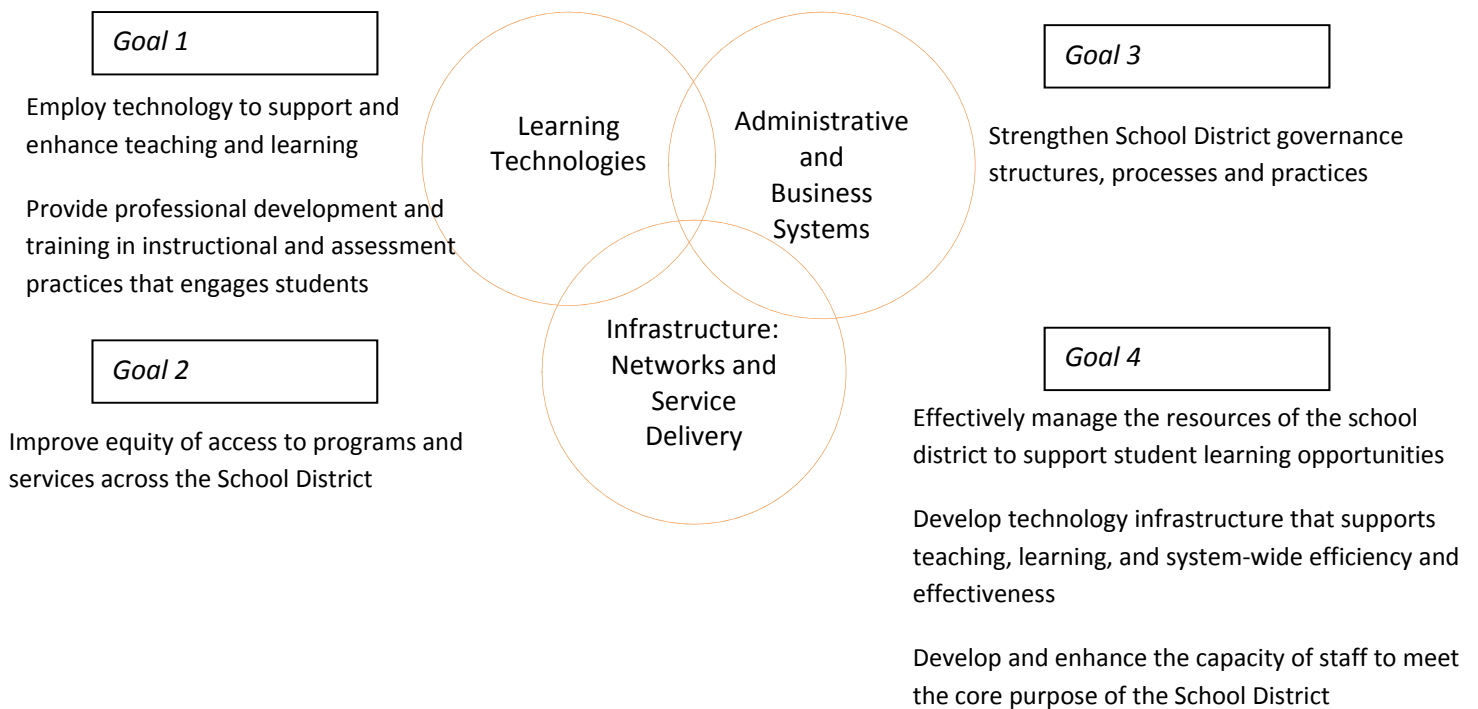 Goal 1
Employ technology to support and
enhance teaching and learning
Provide professional development and
training in instructional and assessment
practices that engages students
Goal 2
Improve equity of access to programs and
services across the School District
Learning
Technologies
Administrative
and
Business
Systems
Infrastructure:
Networks and
Service
Delivery
Goal 3
Strengthen School District governance
structures, processes and practices
Goal 4
Effectively manage the resources of the school
district to support student learning opportunities
Develop technology infrastructure that supports
teaching, learning, and system-wide efficiency and
effectiveness
Develop and enhance the capacity of staff to meet
the core purpose of the School District